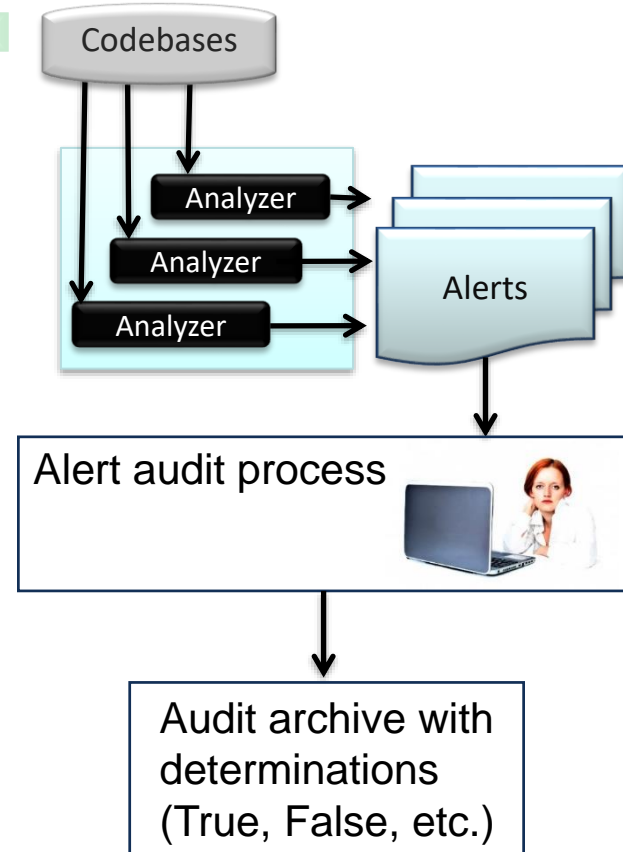 Codebases
Analyzer
Analyzer
Analyzer
Alerts
Alert audit process
Audit archive with
determinations
(True, False, etc.)